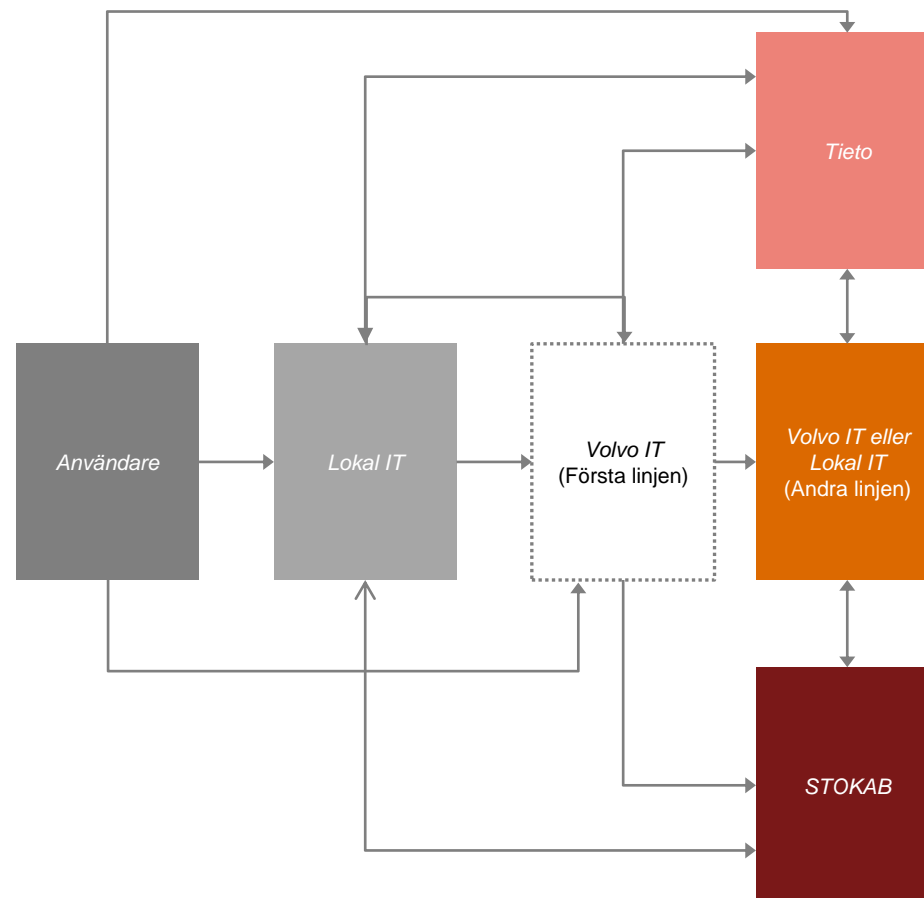 Tieto
Användare
Lokal IT
Volvo IT
(Första linjen)
Volvo IT eller
Lokal IT
(Andra linjen)
STOKAB